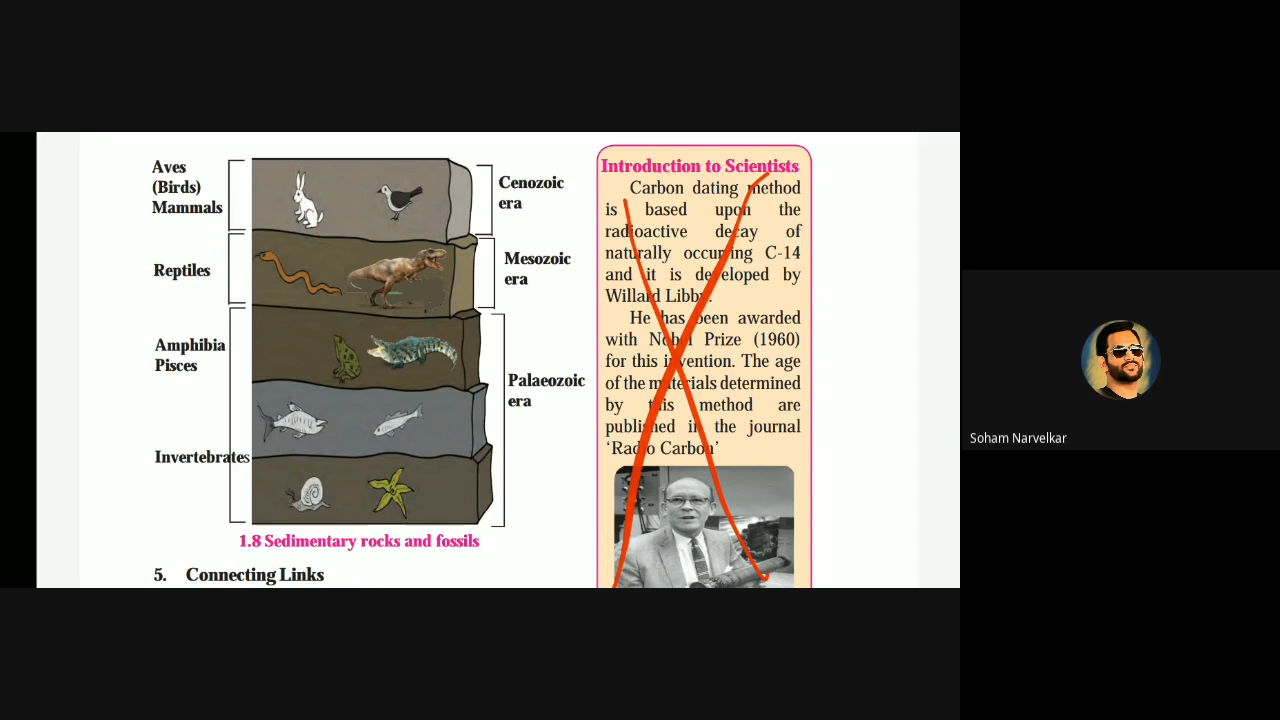 Aves
(Birds)
Mammals
Reptiles
Amphibia
Pisces
Invertebrates
Cenozoic
era
Mesozoic
era
Palaeozoic
era
1.8 Sedimentary rocks and fossils
5. Connecting Links
Introduction to Scientists
Carbon dating method
is based upon the
radioactive decay of
naturally occurring C-14
and it is developed by
Willard Libby.
He has been awarded
with Nobel Prize (1960)
for this invention. The age
of the materials determined
by this method are
published in the journal
‘Radio Carbon’
Soham Narvelkar